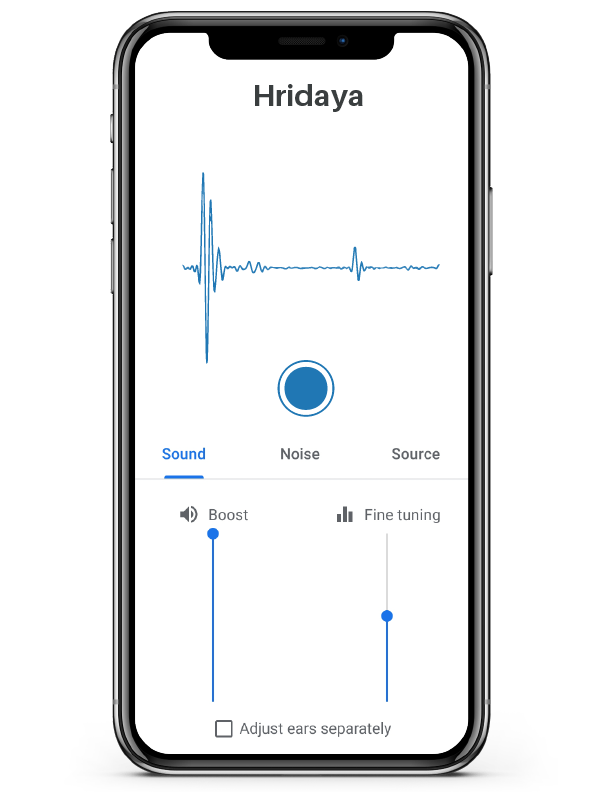 Hridaya
Sound Noise Source
Boost Fine tuning
Adjust ears separately